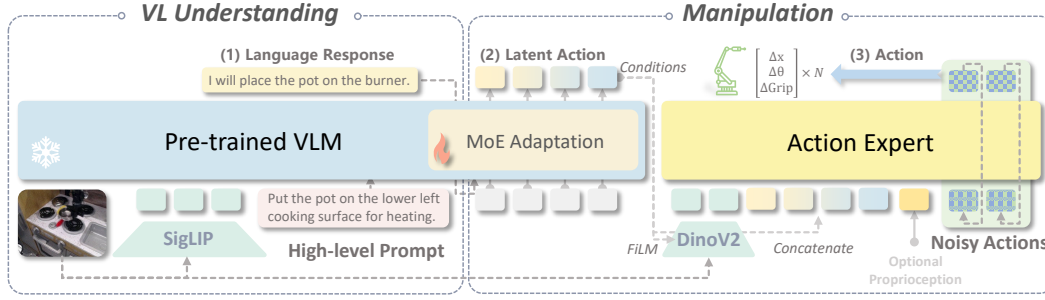 VL Understanding
Manipulation
(1) Language Response
I will place the pot on the burner.
(2) Latent Action
Conditions
Δx
Δθ
ΔGrip
× N
(3) Action
Pre-trained VLM
MoE Adaptation
Action Expert
Put the pot on the lower left
cooking surface for heating.
SigLIP
High-level Prompt
FiLM
DinoV2
Concatenate
Optional
Proprioception
Noisy Actions